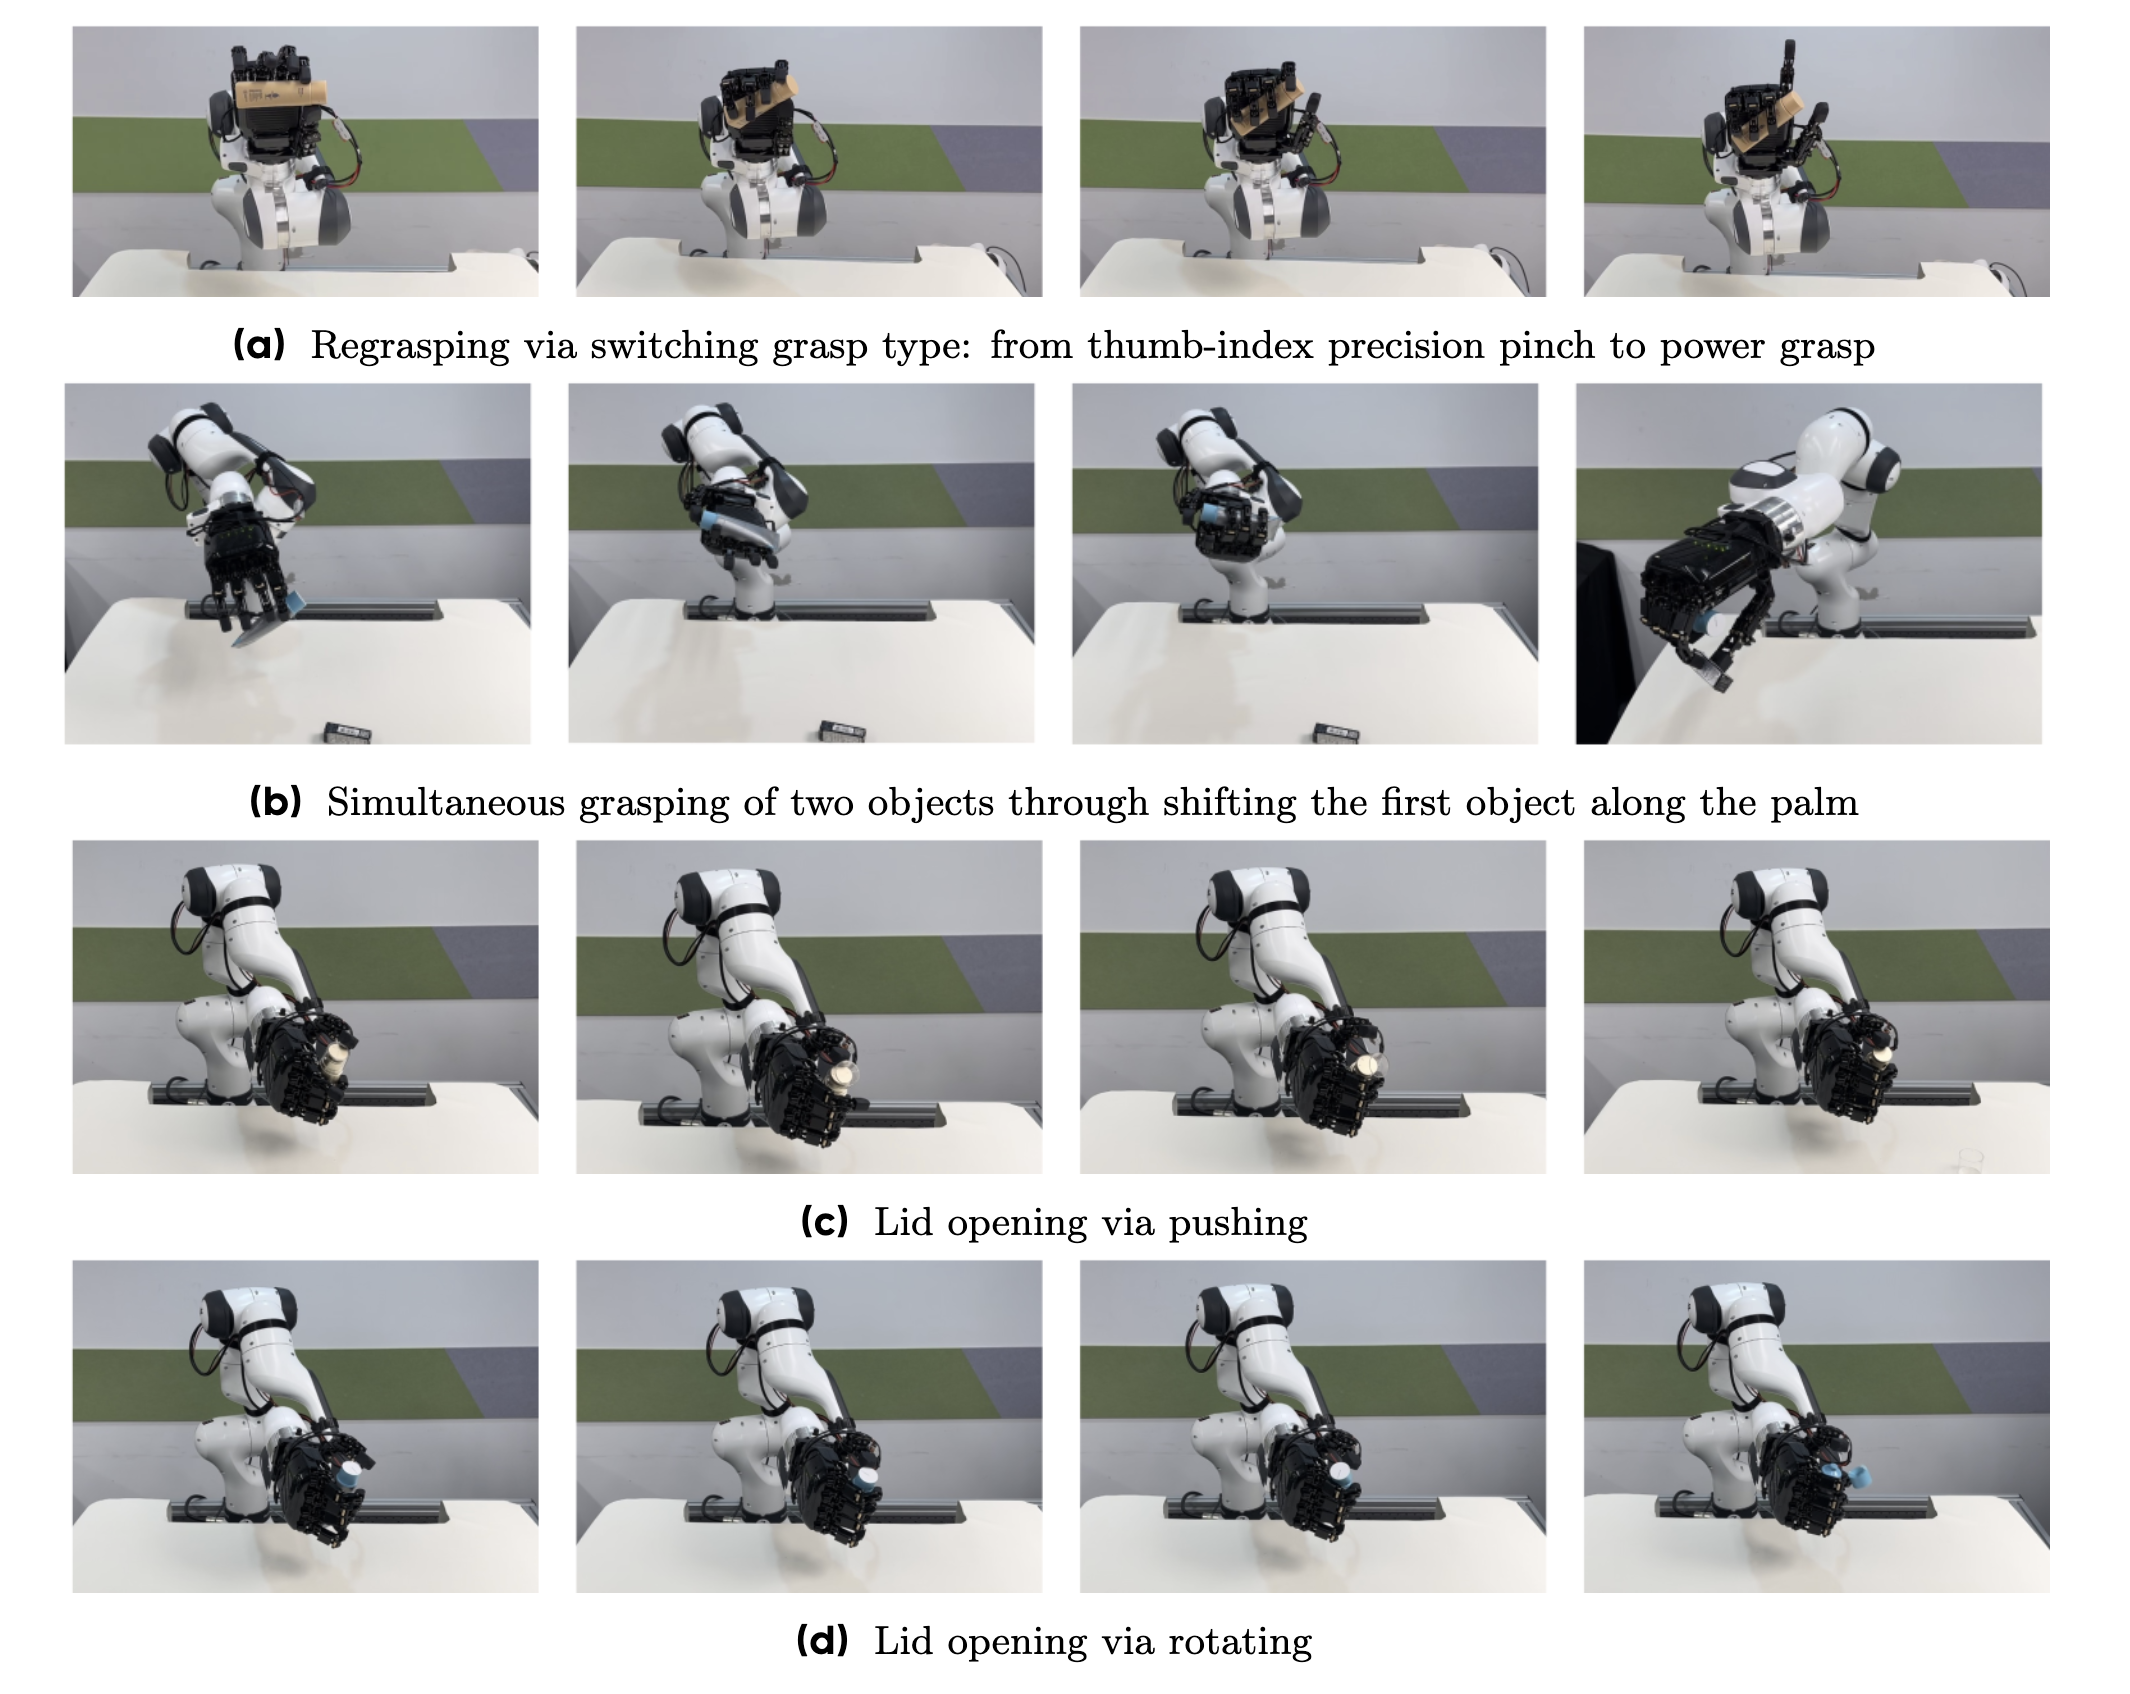 (a) Regrasping via switching grasp type: from thumb-index precision pinch to power grasp
(b) Simultaneous grasping of two objects through shifting the first object along the palm
(c) Lid opening via pushing
(d) Lid opening via rotating